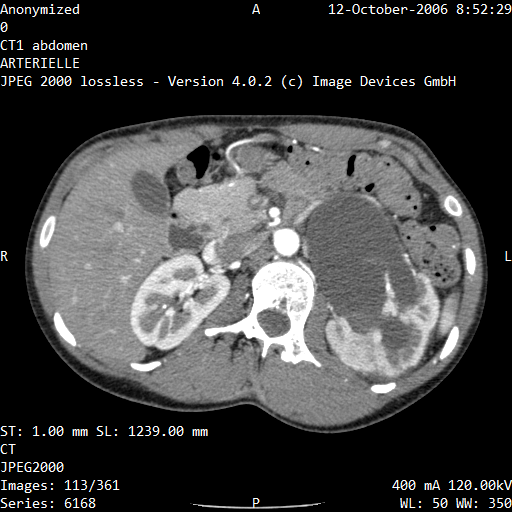 Anonymized A 12-October-2006 8:52:29
0
CT1 abdomen
ARTERIELLE
JPEG 2000 lossless - Version 4.0.2 (c) Image Devices GmbH
R L
ST: 1.00 mm SL: 1239.00 mm
CT
JPEG2000
Images: 113/361 400 mA 120.00kV
Series: 6168 P WL: 50 WW: 350